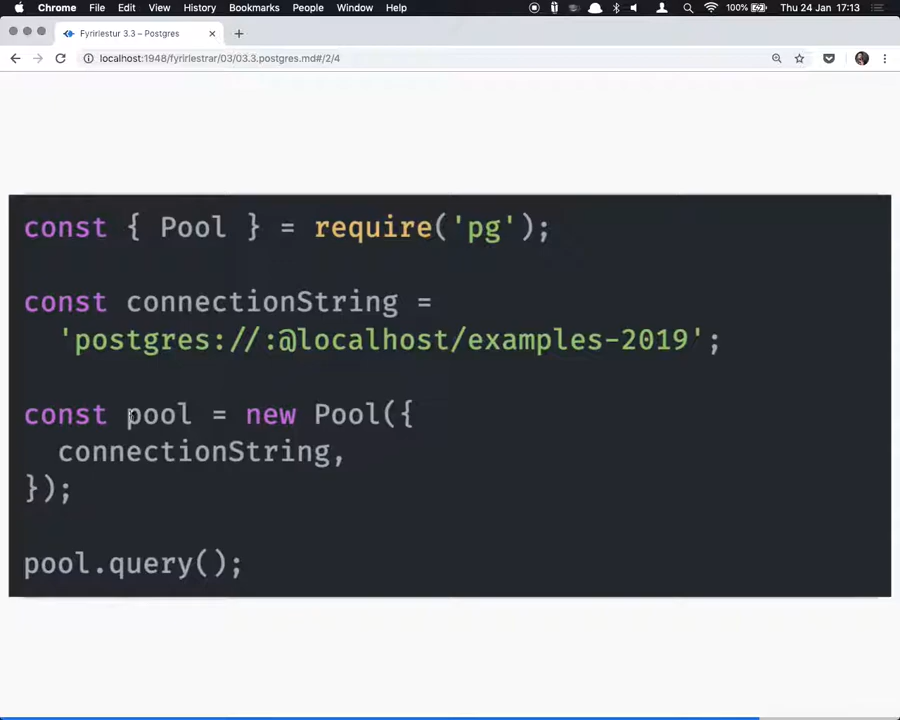 Chrome File Edit View History Bookmarks People Window Help 100% Thu 24 Jan 17:13
Fyrirlestur 3.3 – Postgres
localhost:1948/fyrirlestrar/03/03.3.postgres.md#/2/4
const { Pool } = require('pg');
const connectionString =
'postgres://:@localhost/examples-2019';
const pool = new Pool({
connectionString,
});
pool.query();